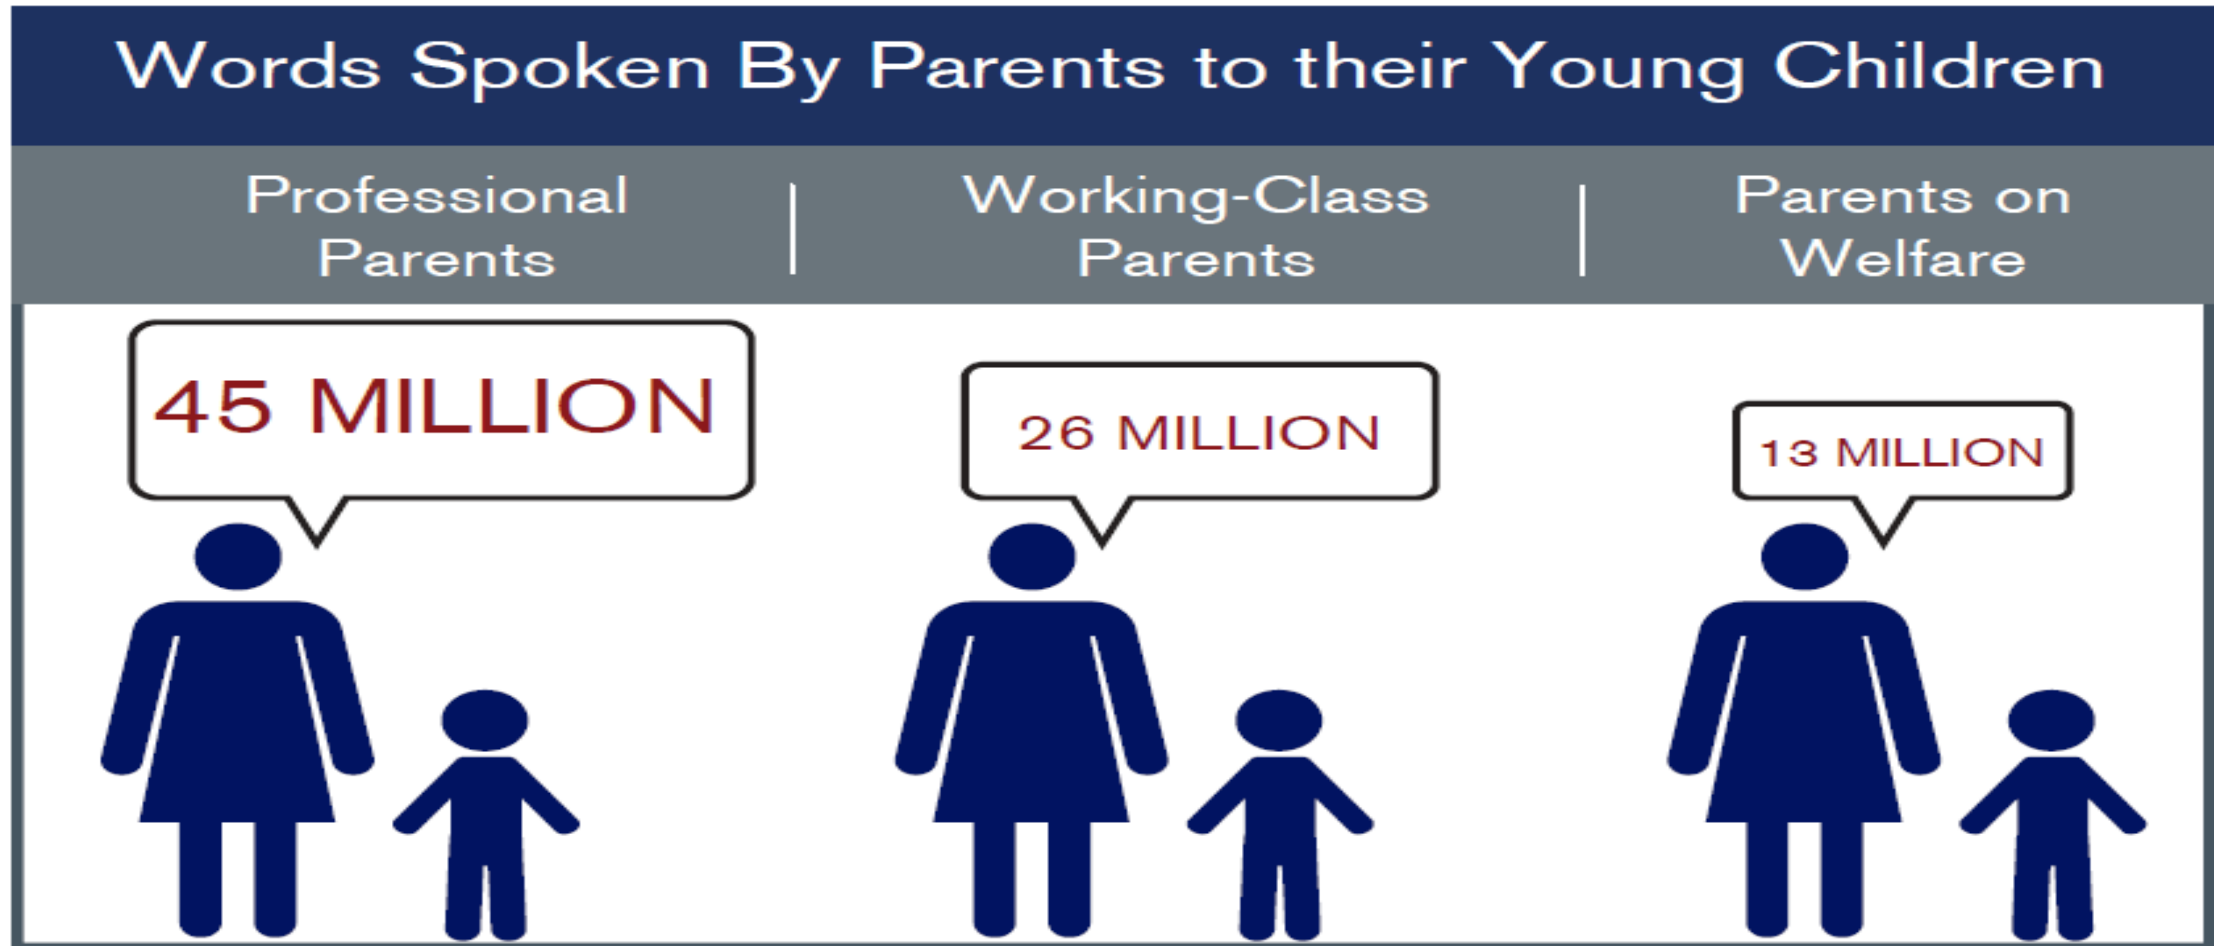 Words Spoken By Parents to their Young Children
Professional
Parents
Working-Class
Parents
Parents on
Welfare
45 MILLION
26 MILLION
13 MILLION